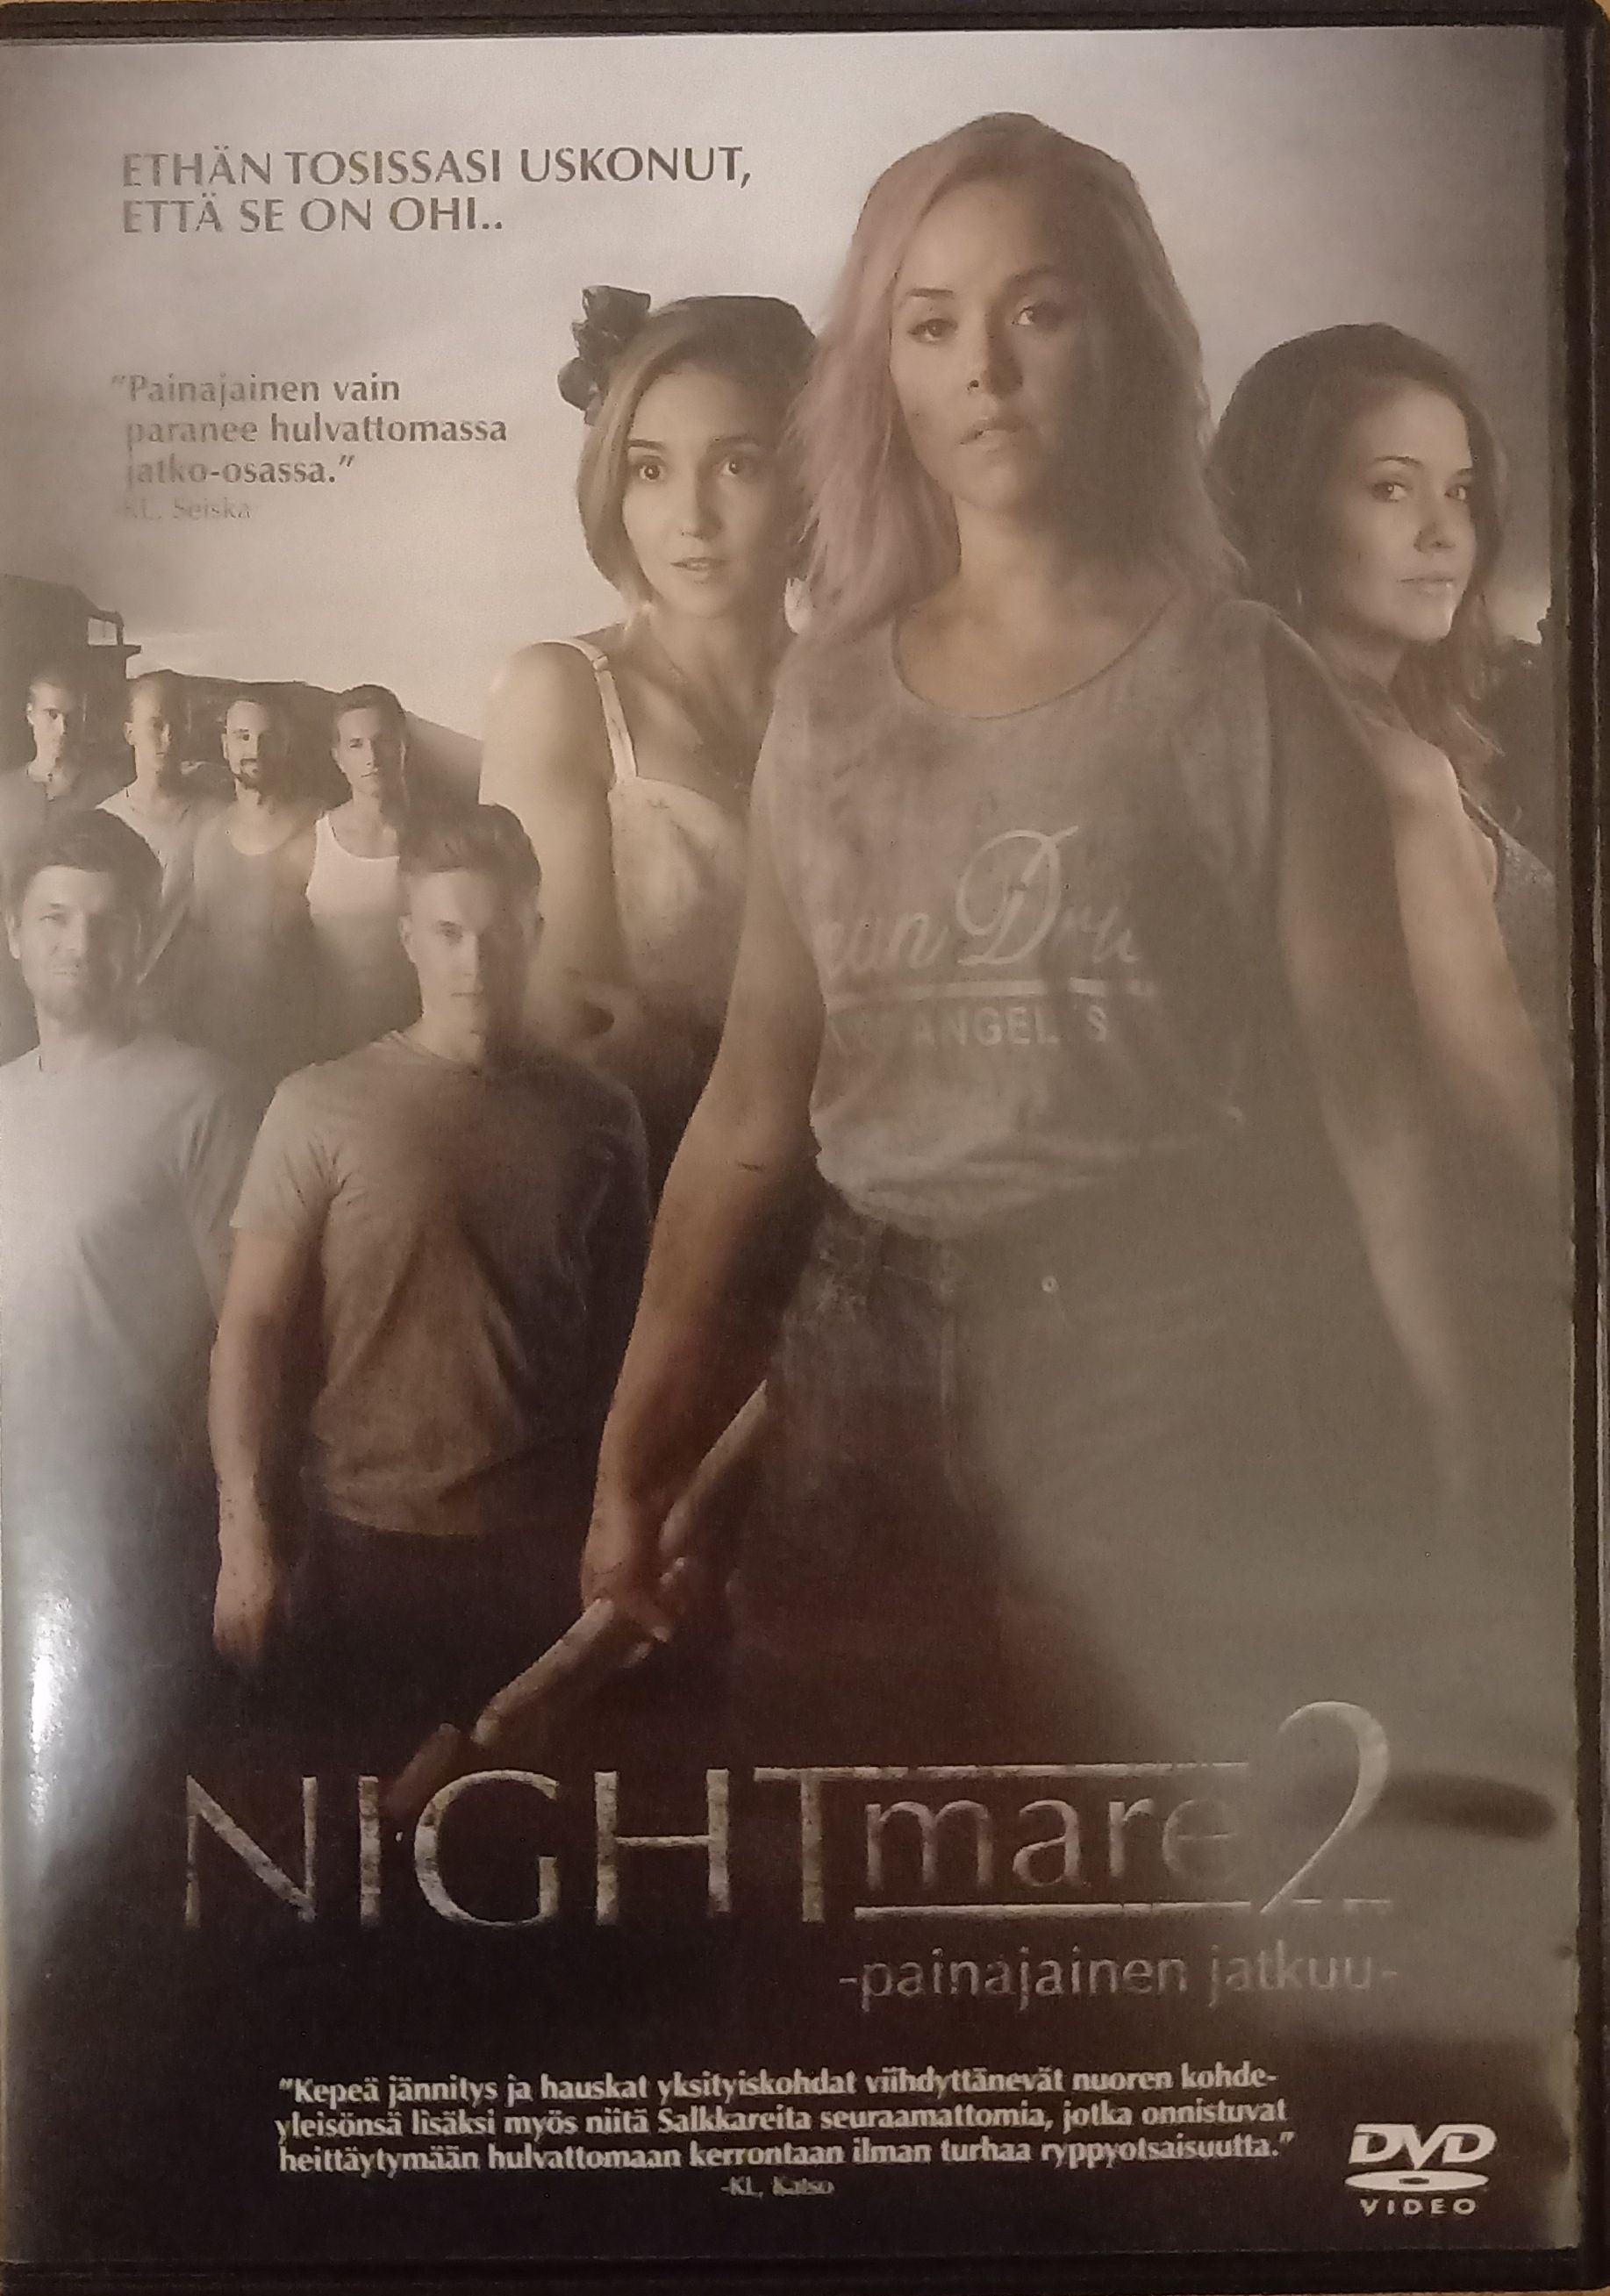 ETHÄN TOSISSASI USKONUT,
ETTÄ SE ON OHI..
"Painajainen vain
paranee hulvattomassa
jatko-osassa."
-KL, Seiska
ANGEL'S
NIGHTmare 2
-painajainen jatkuu-
"Kepeä jännitys ja hauskat yksityiskohdat viihdyttänevät nuoren kohde-
yleisönsä lisäksi myös niitä Salkkareita seuraamattomia, jotka onnistuvat
heittäytymään hulvattomaan kerrontaan ilman turhaa ryppyotsaisuutta."
-KL, Katso
DVD
VIDEO